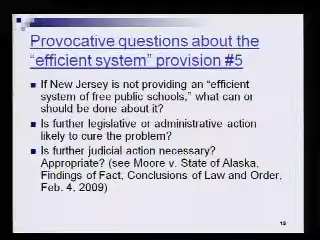 Provocative questions about the
“efficient system” provision #5
If New Jersey is not providing an “efficient
system of free public schools,” what can or
should be done about it?
Is further legislative or administrative action
likely to cure the problem?
Is further judicial action necessary?
Appropriate? (see Moore v. State of Alaska,
Findings of Fact, Conclusions of Law and Order,
Feb. 4, 2009)
15